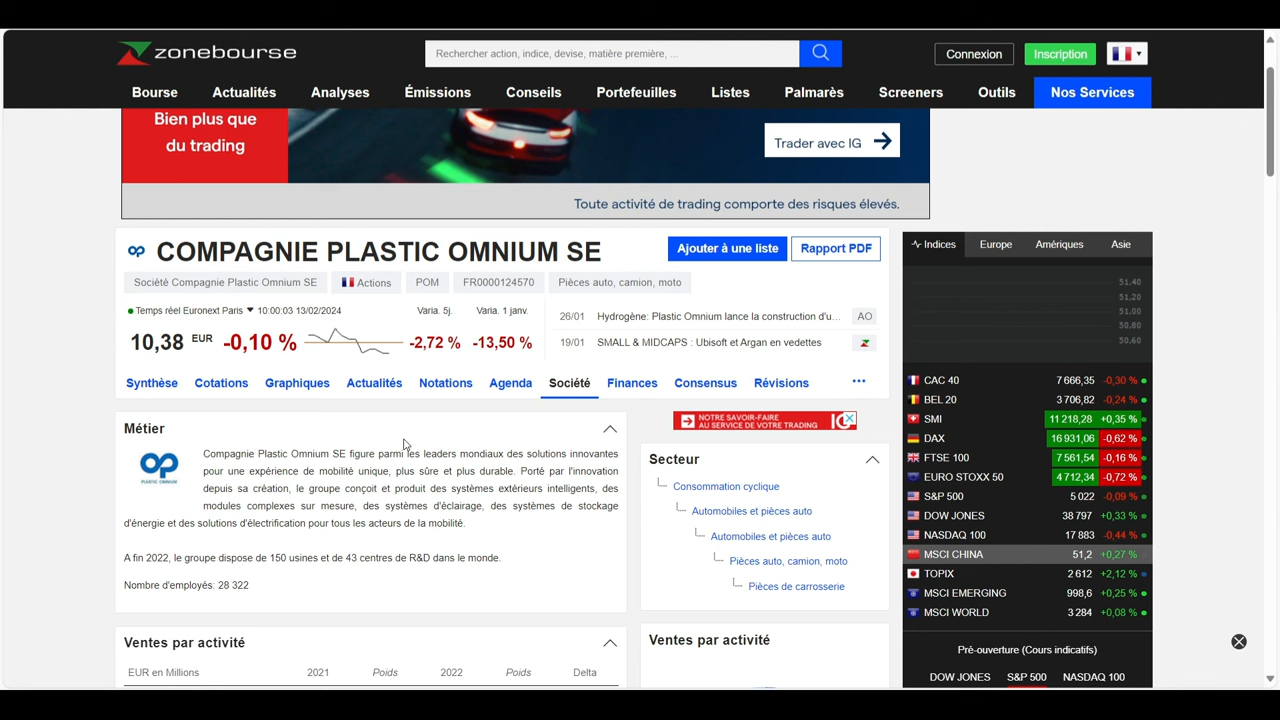 zonebourse
Rechercher action, indice, devise, matière première, ...
Connexion
Inscription
Bourse
Actualités
Analyses
Émissions
Conseils
Portefeuilles
Listes
Palmarès
Screeners
Outils
Nos Services
Bien plus que
du trading
Trader avec IG
Toute activité de trading comporte des risques élevés.
COMPAGNIE PLASTIC OMNIUM SE
Ajouter à une liste
Rapport PDF
Société Compagnie Plastic Omnium SE
Actions
POM
FR0000124570
Pièces auto, camion, moto
Temps réel Euronext Paris 10:00:03 13/02/2024
Varia. 5j.
Varia. 1 janv.
10,38 EUR
-0,10 %
-2,72 %
-13,50 %
26/01 Hydrogène: Plastic Omnium lance la construction d'u... AO
19/01 SMALL & MIDCAPS : Ubisoft et Argan en vedettes
Synthèse
Cotations
Graphiques
Actualités
Notations
Agenda
Société
Finances
Consensus
Révisions
...
Métier
PLASTIC OMNIUM
Compagnie Plastic Omnium SE figure parmi les leaders mondiaux des solutions innovantes
pour une expérience de mobilité unique, plus sûre et plus durable. Porté par l'innovation
depuis sa création, le groupe conçoit et produit des systèmes extérieurs intelligents, des
modules complexes sur mesure, des systèmes d'éclairage, des systèmes de stockage
d'énergie et des solutions d'électrification pour tous les acteurs de la mobilité.
A fin 2022, le groupe dispose de 150 usines et de 43 centres de R&D dans le monde.
Nombre d'employés: 28 322
Ventes par activité
EUR en Millions 2021 Poids 2022 Poids Delta
NOTRE SAVOIR-FAIRE
AU SERVICE DE VOTRE TRADING
IG
Secteur
Consommation cyclique
Automobiles et pièces auto
Automobiles et pièces auto
Pièces auto, camion, moto
Pièces de carrosserie
Ventes par activité
Indices
Europe
Amériques
Asie
51.40
51.20
51.00
50.80
50.60
CAC 40 7 666,35 -0,30 %
BEL 20 3 706,82 -0,24 %
SMI 11 218,28 +0,35 %
DAX 16 931,06 -0,62 %
FTSE 100 7 561,54 -0,16 %
EURO STOXX 50 4 712,34 -0,72 %
S&P 500 5 022 -0,09 %
DOW JONES 38 797 +0,33 %
NASDAQ 100 17 883 -0,44 %
MSCI CHINA 51,2 +0,27 %
TOPIX 2 612 +2,12 %
MSCI EMERGING 998,6 +0,25 %
MSCI WORLD 3 284 +0,08 %
Pré-ouverture (Cours indicatifs)
DOW JONES
S&P 500
NASDAQ 100